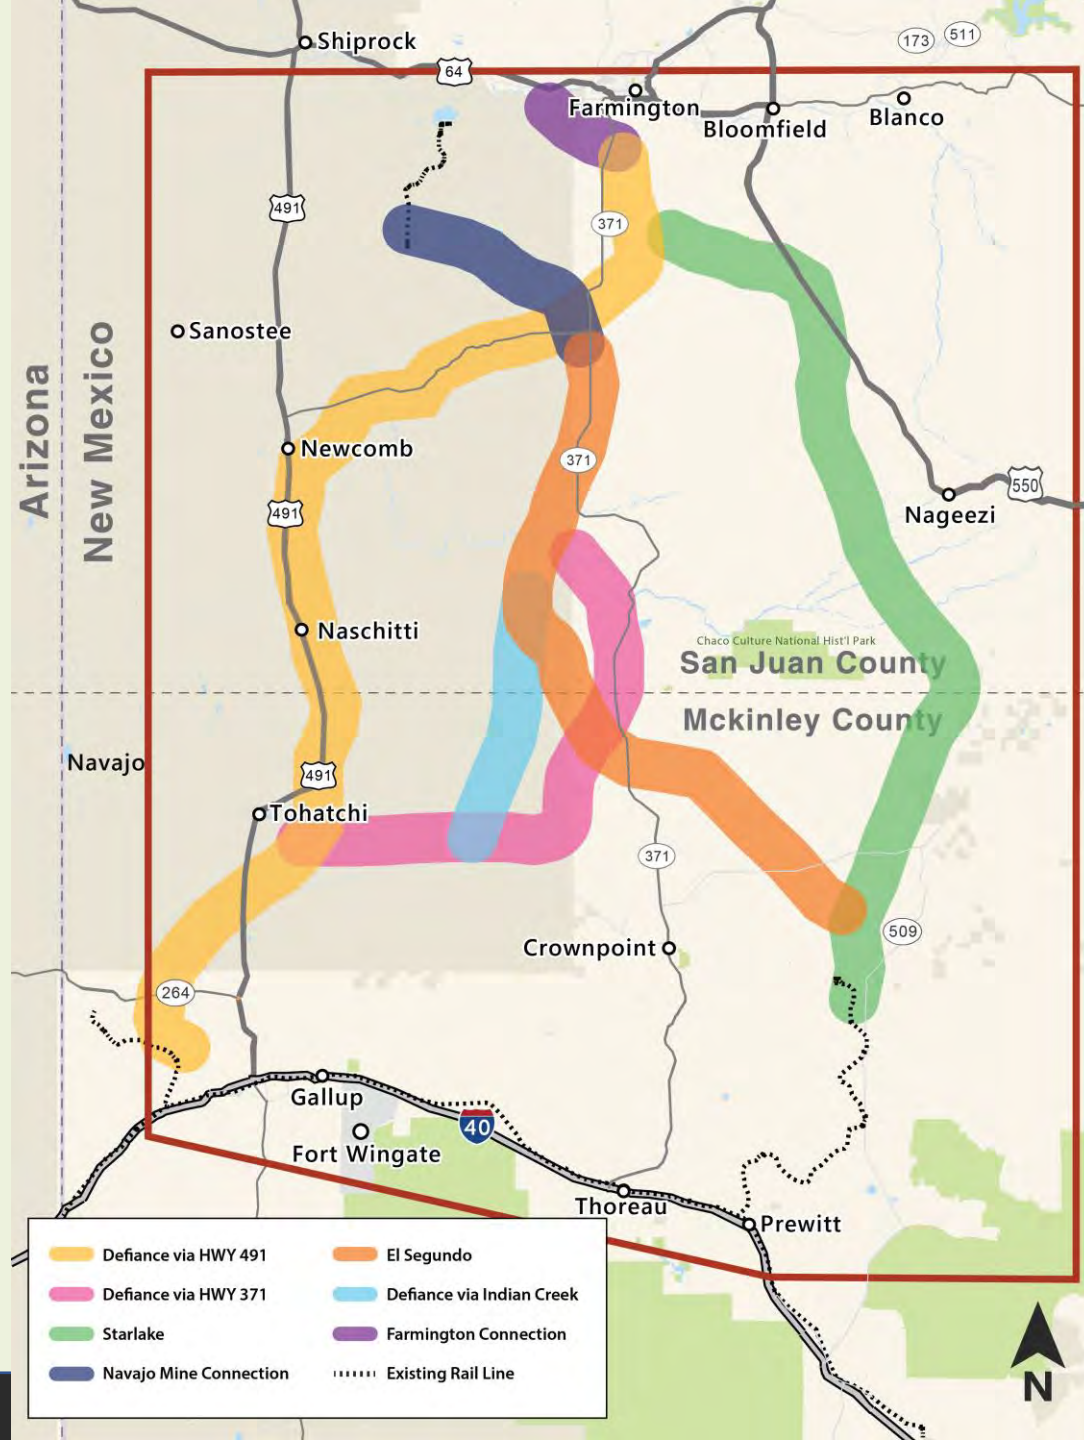 Shiprock
173
511
64
Farmington
Bloomfield
Blanco
491
371
Sanostee
Arizona
New Mexico
Newcomb
371
491
550
Nageezi
Naschitti
Chaco Culture National Hist'l Park
San Juan County
Mckinley County
Navajo
491
Tohatchi
371
509
Crownpoint
264
Gallup
40
Fort Wingate
Thoreau
Prewitt
Defiance via HWY 491
El Segundo
Defiance via HWY 371
Defiance via Indian Creek
Starlake
Farmington Connection
Navajo Mine Connection
Existing Rail Line
N